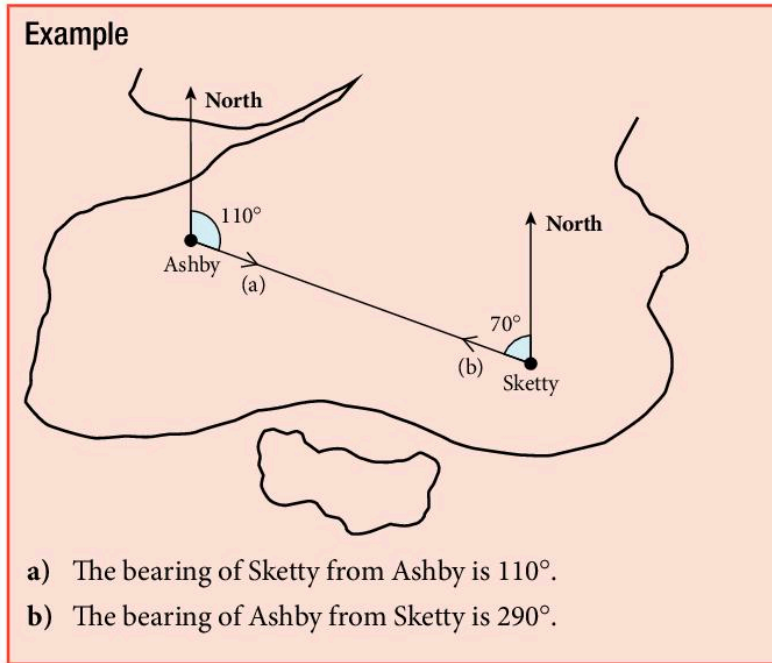 Example
North
110°
Ashby
(a)
North
70°
(b)
Sketty
a) The bearing of Sketty from Ashby is 110°.
b) The bearing of Ashby from Sketty is 290°.